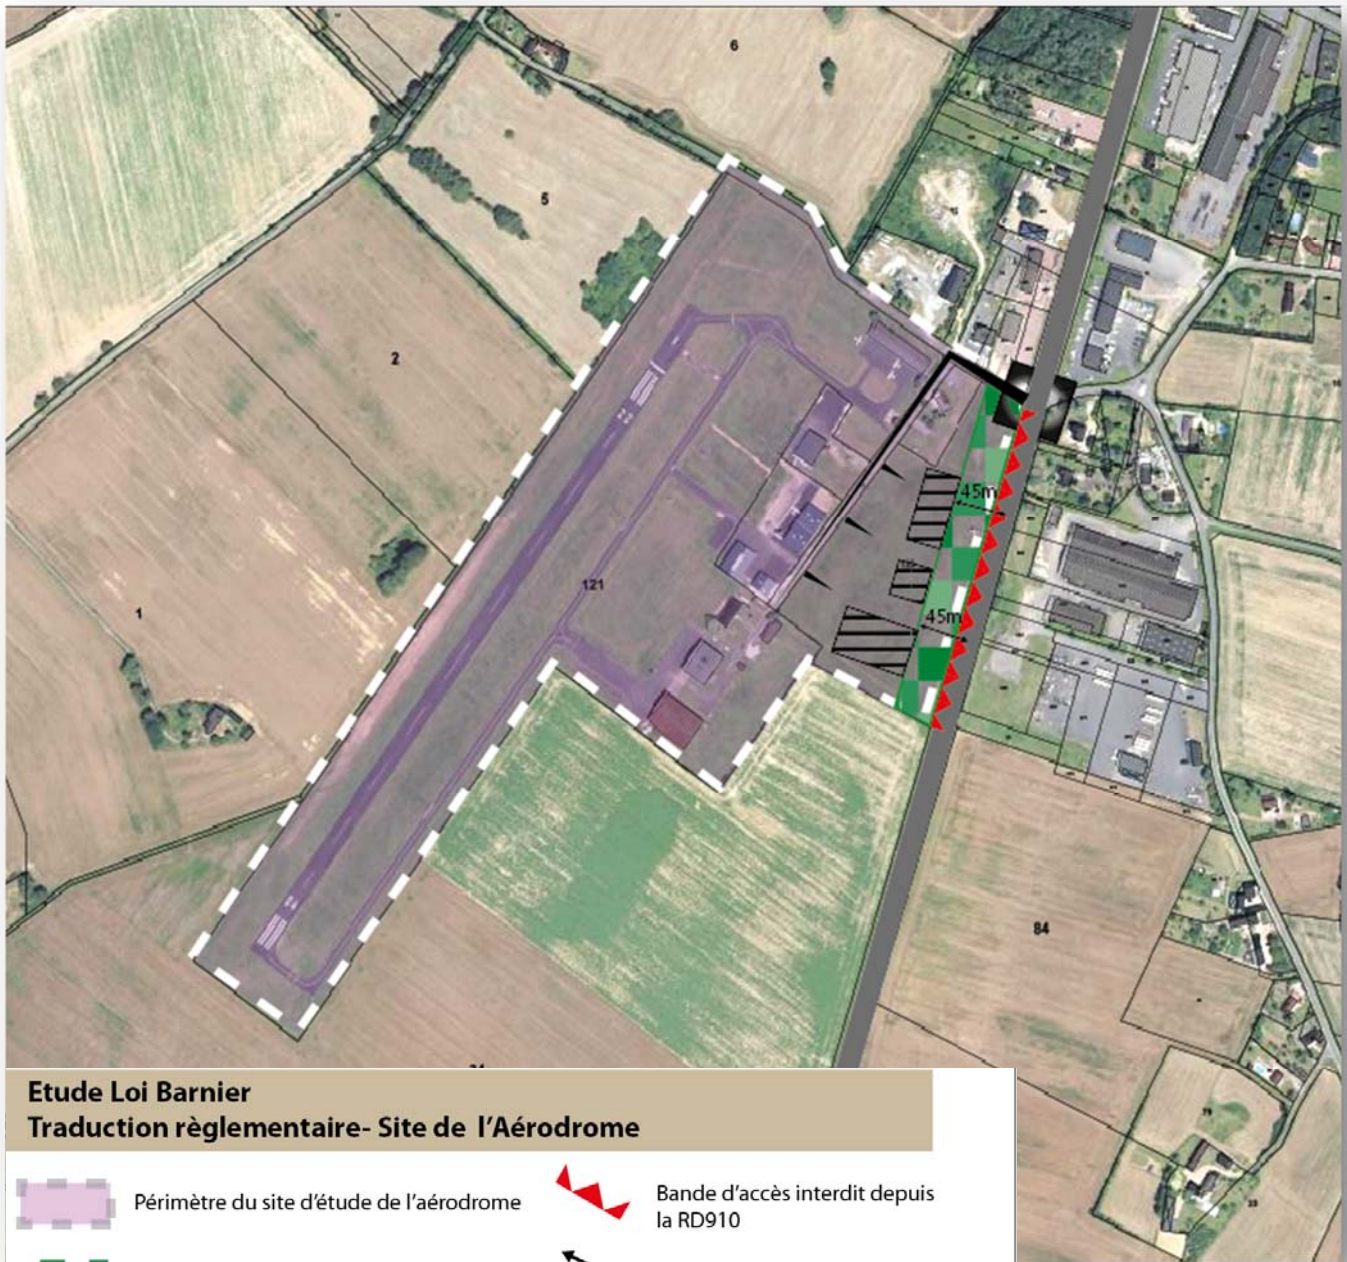 6
5
2
45m
121
1
45m
84
Etude Loi Barnier
Traduction règlementaire- Site de l'Aérodrome
Périmètre du site d'étude de l'aérodrome
Bande d'accès interdit depuis
la RD910